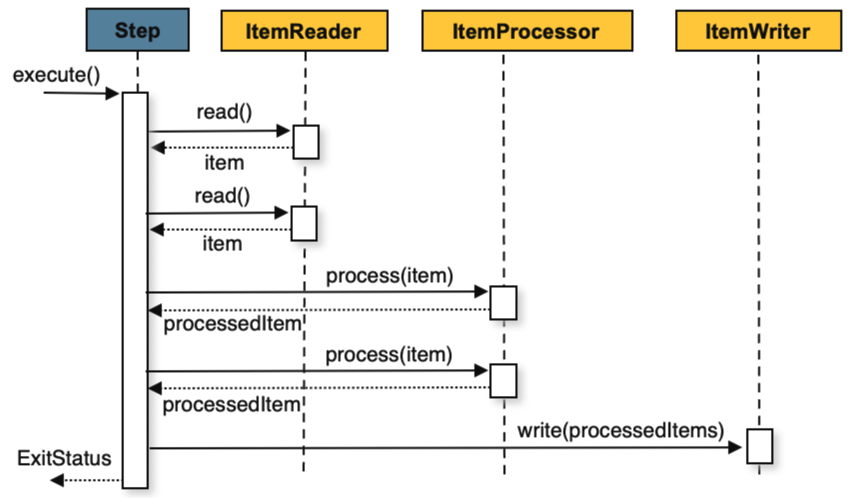 Step
ItemReader
ItemProcessor
ItemWriter
execute()
read()
item
read()
item
process(item)
processedItem
process(item)
processedItem
write(processedItems)
ExitStatus